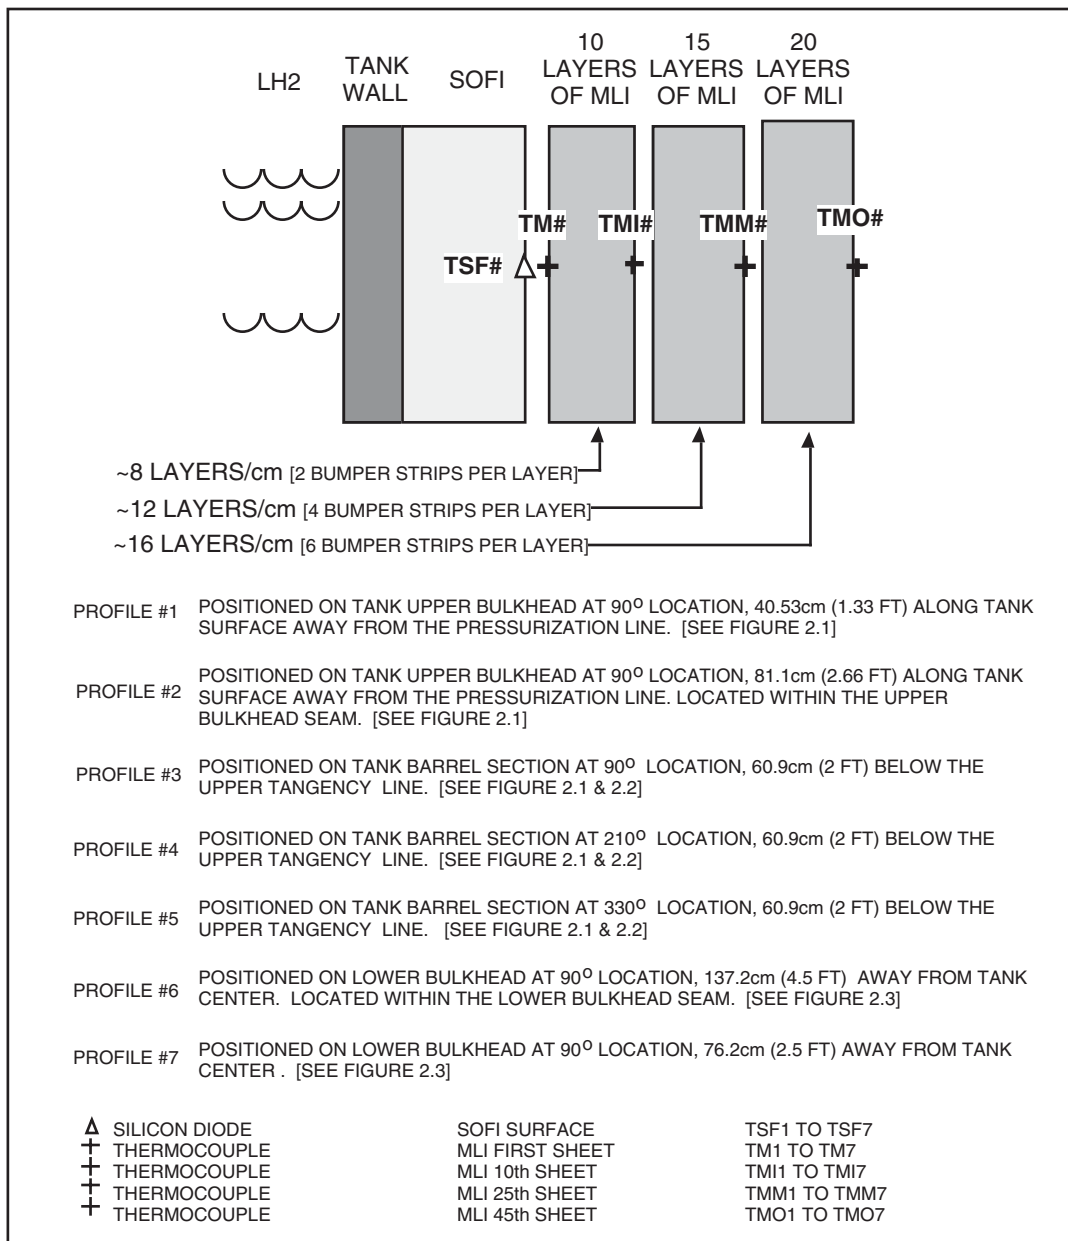 10
LAYERS
OF MLI
15
LAYERS
OF MLI
20
LAYERS
OF MLI
LH2
TANK
WALL
SOFI
TM#
TMI#
TMM#
TMO#
TSF#
~8 LAYERS/cm [2 BUMPER STRIPS PER LAYER]
~12 LAYERS/cm [4 BUMPER STRIPS PER LAYER]
~16 LAYERS/cm [6 BUMPER STRIPS PER LAYER]
PROFILE #1 POSITIONED ON TANK UPPER BULKHEAD AT 90º LOCATION, 40.53cm (1.33 FT) ALONG TANK
SURFACE AWAY FROM THE PRESSURIZATION LINE. [SEE FIGURE 2.1]
PROFILE #2 POSITIONED ON TANK UPPER BULKHEAD AT 90º LOCATION, 81.1cm (2.66 FT) ALONG TANK
SURFACE AWAY FROM THE PRESSURIZATION LINE. LOCATED WITHIN THE UPPER
BULKHEAD SEAM. [SEE FIGURE 2.1]
PROFILE #3 POSITIONED ON TANK BARREL SECTION AT 90º LOCATION, 60.9cm (2 FT) BELOW THE
UPPER TANGENCY LINE. [SEE FIGURE 2.1 & 2.2]
PROFILE #4 POSITIONED ON TANK BARREL SECTION AT 210º LOCATION, 60.9cm (2 FT) BELOW THE
UPPER TANGENCY LINE. [SEE FIGURE 2.1 & 2.2]
PROFILE #5 POSITIONED ON TANK BARREL SECTION AT 330º LOCATION, 60.9cm (2 FT) BELOW THE
UPPER TANGENCY LINE. [SEE FIGURE 2.1 & 2.2]
PROFILE #6 POSITIONED ON LOWER BULKHEAD AT 90º LOCATION, 137.2cm (4.5 FT) AWAY FROM TANK
CENTER. LOCATED WITHIN THE LOWER BULKHEAD SEAM. [SEE FIGURE 2.3]
PROFILE #7 POSITIONED ON LOWER BULKHEAD AT 90º LOCATION, 76.2cm (2.5 FT) AWAY FROM TANK
CENTER . [SEE FIGURE 2.3]
SILICON DIODE SOFI SURFACE TSF1 TO TSF7
THERMOCOUPLE MLI FIRST SHEET TM1 TO TM7
THERMOCOUPLE MLI 10th SHEET TMI1 TO TMI7
THERMOCOUPLE MLI 25th SHEET TMM1 TO TMM7
THERMOCOUPLE MLI 45th SHEET TMO1 TO TMO7